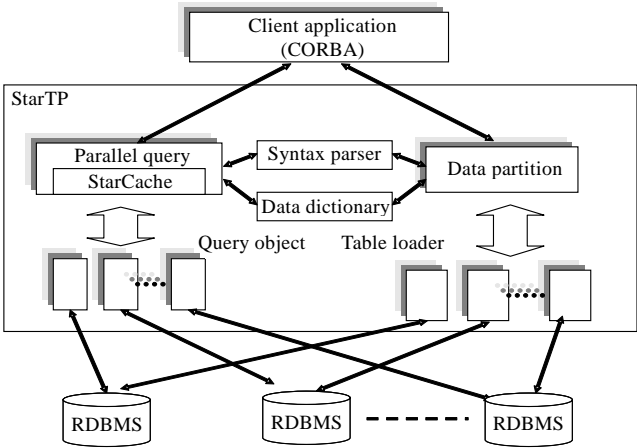 Client application
(CORBA)
StarTP
Parallel query
StarCache
Syntax parser
Data dictionary
Data partition
Query object
Table loader
RDBMS
RDBMS
RDBMS